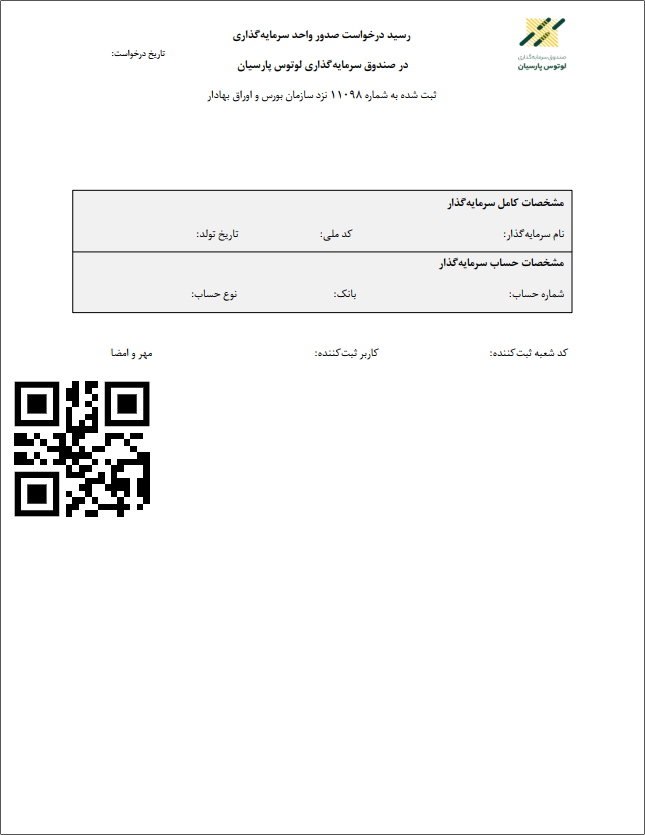 صندوق سرمایه‌گذاری
لوتوس پارسیان
رسید درخواست صدور واحد سرمایه‌گذاری
در صندوق سرمایه‌گذاری لوتوس پارسیان
ثبت شده به شماره ۱۱۰۹۸ نزد سازمان بورس و اوراق بهادار
تاریخ درخواست:
مشخصات کامل سرمایه‌گذار
نام سرمایه‌گذار: کد ملی: تاریخ تولد:
مشخصات حساب سرمایه‌گذار
شماره حساب: بانک: نوع حساب:
کد شعبه ثبت‌کننده: کاربر ثبت‌کننده: مهر و امضا